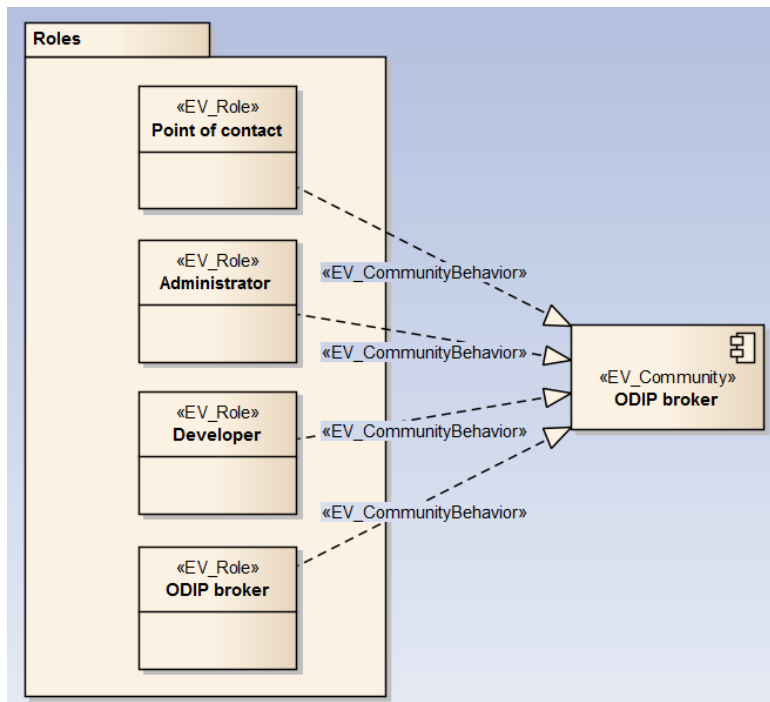 Roles
«EV_Role»
Point of contact
«EV_Role»
Administrator
«EV_Role»
Developer
«EV_Role»
ODIP broker
«EV_CommunityBehavior»
«EV_CommunityBehavior»
«EV_CommunityBehavior»
«EV_CommunityBehavior»
«EV_Community»
ODIP broker